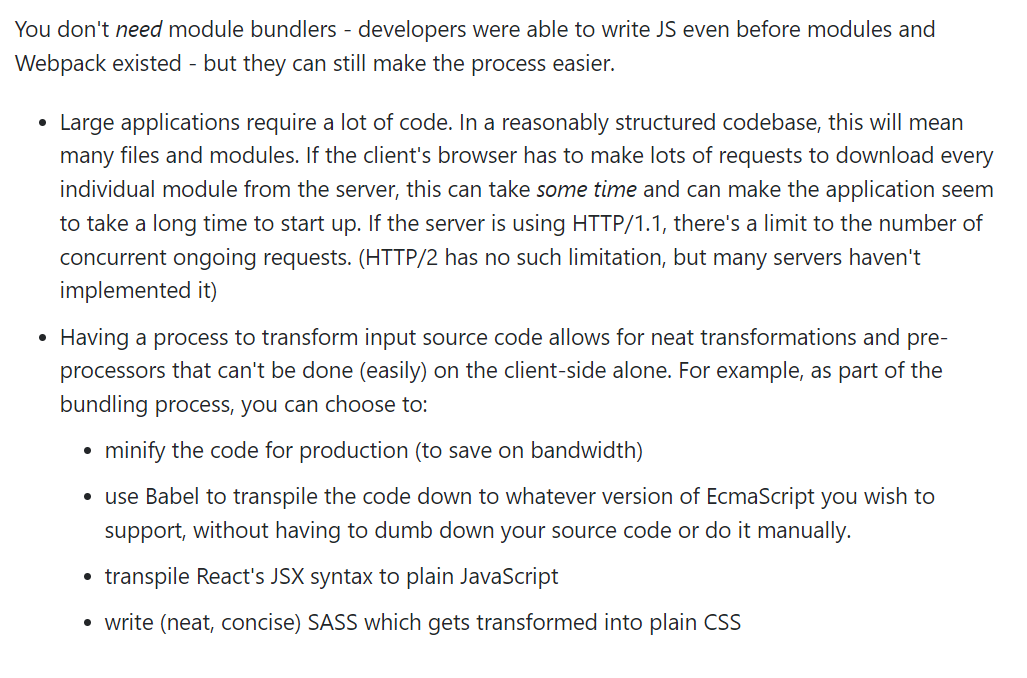 You don't need module bundlers - developers were able to write JS even before modules and
Webpack existed - but they can still make the process easier.
• Large applications require a lot of code. In a reasonably structured codebase, this will mean
many files and modules. If the client's browser has to make lots of requests to download every
individual module from the server, this can take some time and can make the application seem
to take a long time to start up. If the server is using HTTP/1.1, there's a limit to the number of
concurrent ongoing requests. (HTTP/2 has no such limitation, but many servers haven't
implemented it)
• Having a process to transform input source code allows for neat transformations and pre-
processors that can't be done (easily) on the client-side alone. For example, as part of the
bundling process, you can choose to:
• minify the code for production (to save on bandwidth)
• use Babel to transpile the code down to whatever version of EcmaScript you wish to
support, without having to dumb down your source code or do it manually.
• transpile React's JSX syntax to plain JavaScript
• write (neat, concise) SASS which gets transformed into plain CSS